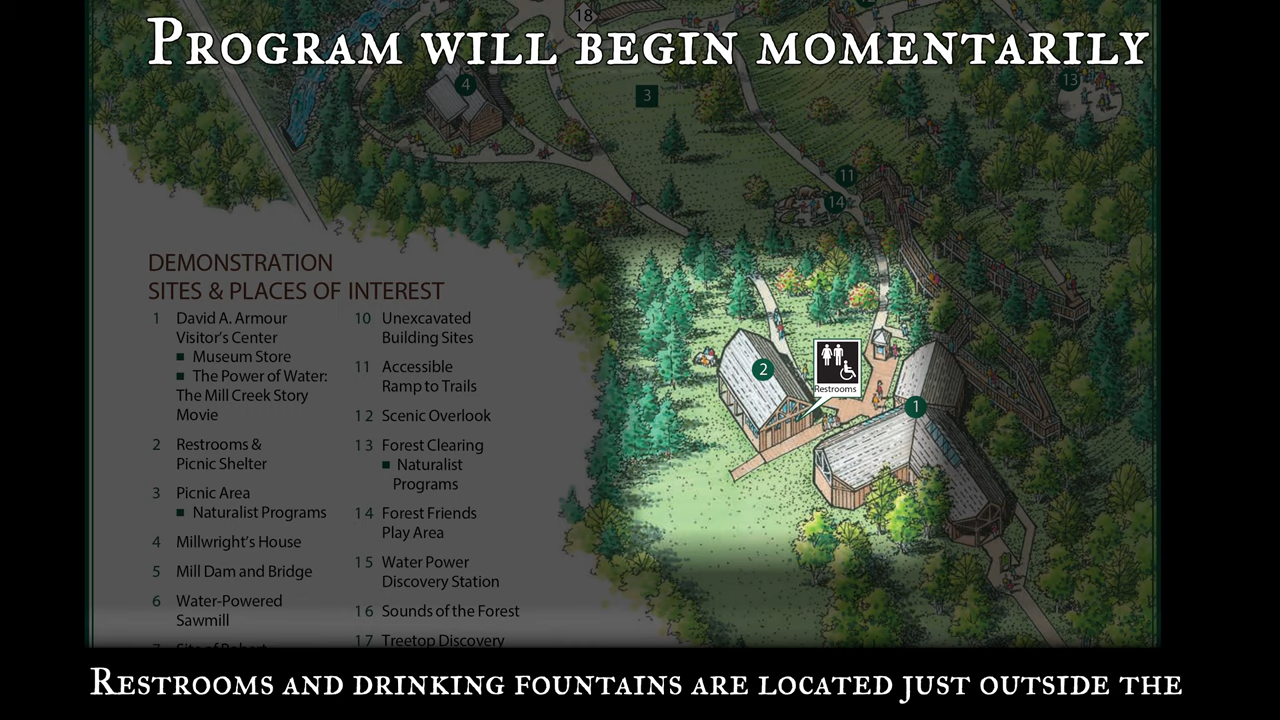 Program will begin momentarily
18
4
3
13
11
14
2
Restrooms
1
DEMONSTRATION
SITES & PLACES OF INTEREST
1 David A. Armour
Visitor's Center
■ Museum Store
■ The Power of Water:
The Mill Creek Story
Movie
2 Restrooms &
Picnic Shelter
3 Picnic Area
■ Naturalist Programs
4 Millwright's House
5 Mill Dam and Bridge
6 Water-Powered
Sawmill
10 Unexcavated
Building Sites
11 Accessible
Ramp to Trails
12 Scenic Overlook
13 Forest Clearing
■ Naturalist
Programs
14 Forest Friends
Play Area
15 Water Power
Discovery Station
16 Sounds of the Forest
17 Treetop Discovery
Restrooms and drinking fountains are located just outside the